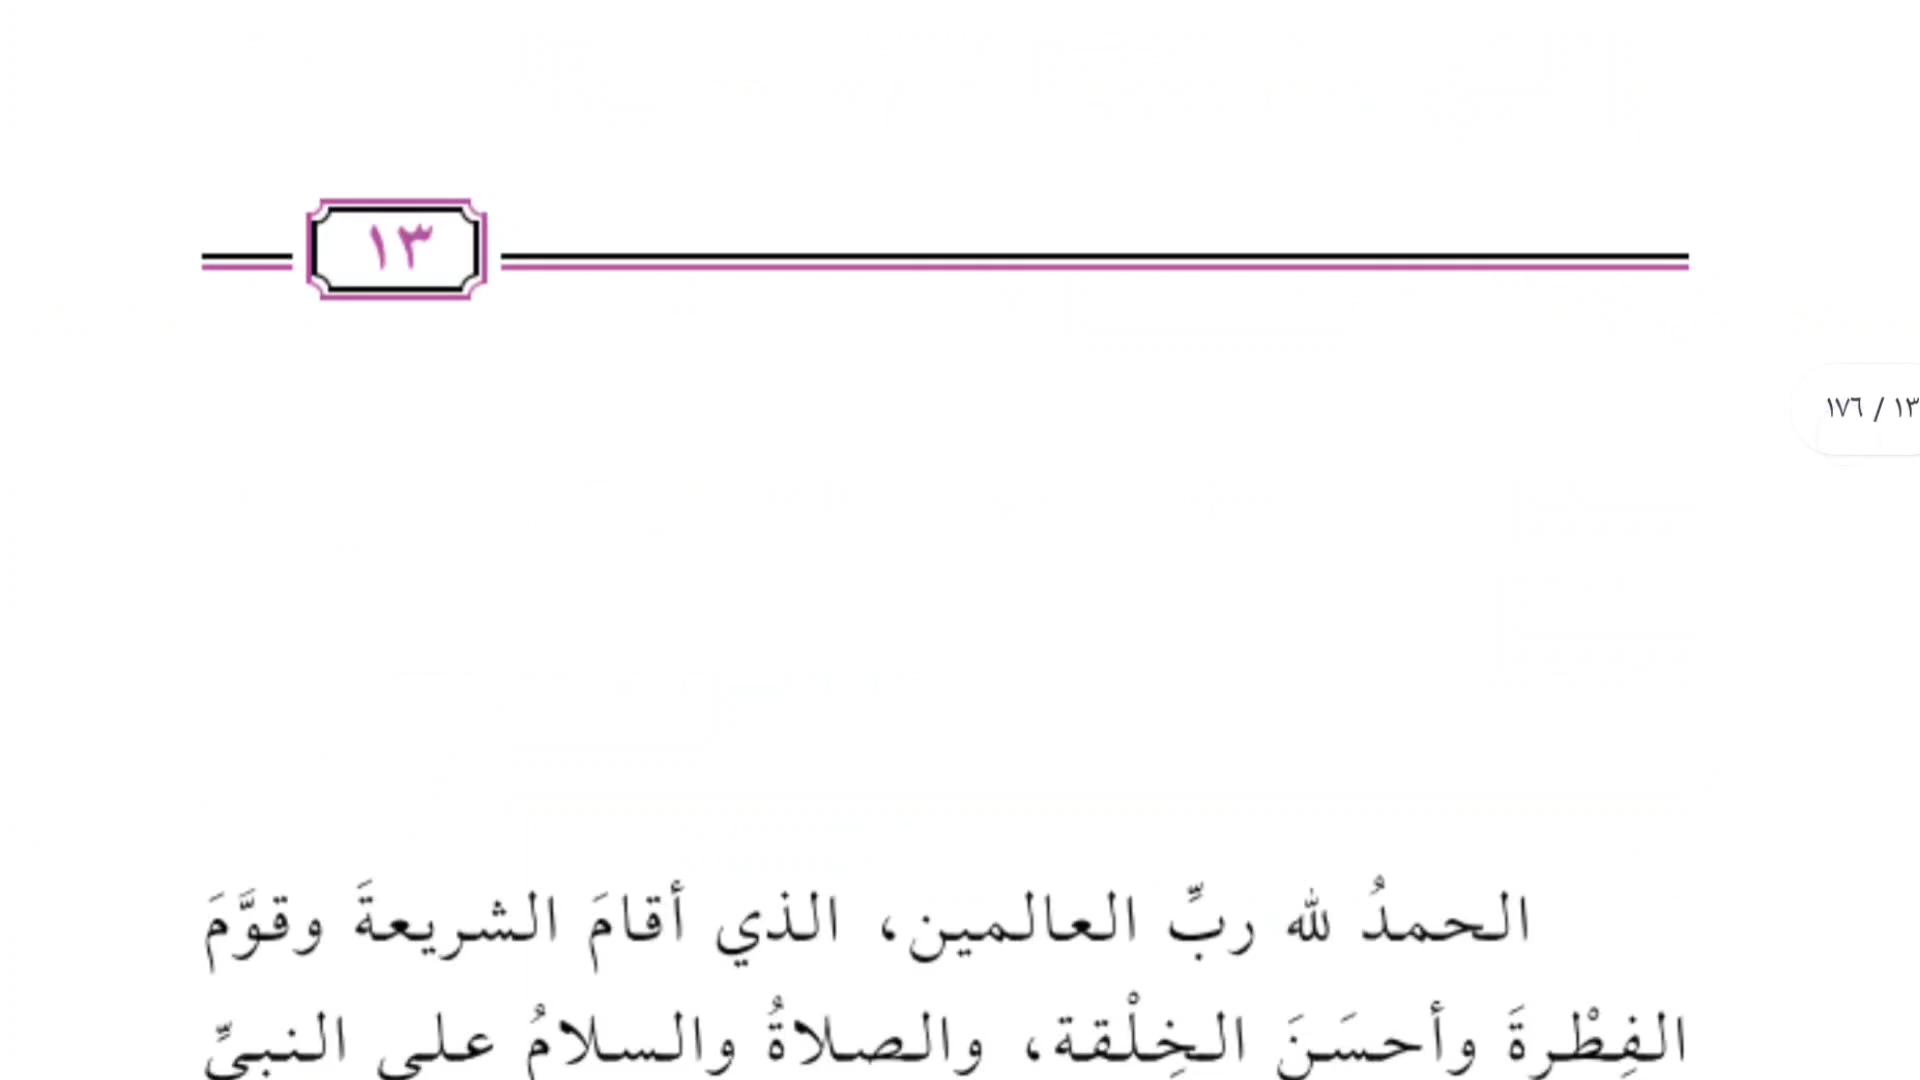 ١٣
١٣ / ١٧٦
الحمدُ لله ربِّ العالمين، الذي أقامَ الشريعةَ وقوَّمَ
الفِطْرةَ وأحسَنَ الخِلْقة، والصلاةُ والسلامُ على النبيِّ